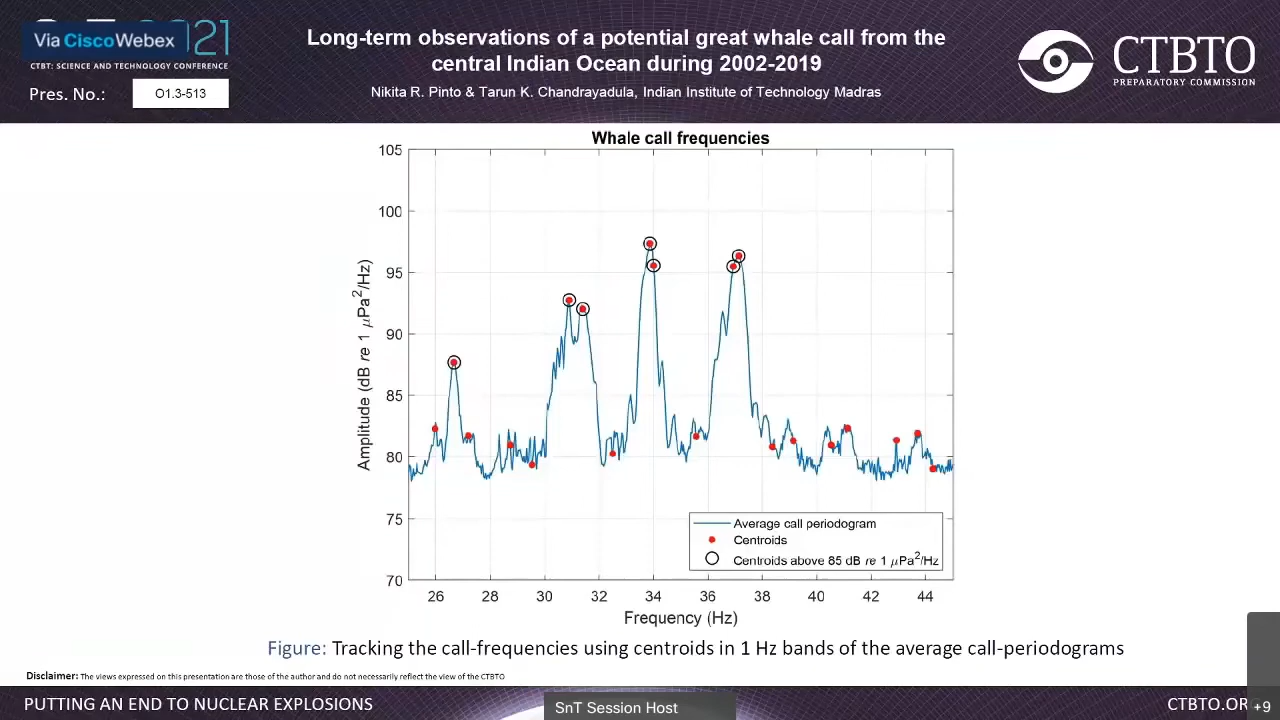 Via Cisco Webex
21
CTBT: SCIENCE AND TECHNOLOGY CONFERENCE
Pres. No.: O1.3-513
Long-term observations of a potential great whale call from the
central Indian Ocean during 2002-2019
Nikita R. Pinto & Tarun K. Chandrayadula, Indian Institute of Technology Madras
CTBTO
PREPARATORY COMMISSION
Whale call frequencies
105
100
95
90
85
80
75
70
Amplitude (dB re 1 μPa²/Hz)
26 28 30 32 34 36 38 40 42 44
Frequency (Hz)
Average call periodogram
Centroids
Centroids above 85 dB re 1 μPa²/Hz
Figure: Tracking the call-frequencies using centroids in 1 Hz bands of the average call-periodograms
Disclaimer: The views expressed on this presentation are those of the author and do not necessarily reflect the view of the CTBTO
PUTTING AN END TO NUCLEAR EXPLOSIONS
SnT Session Host
CTBTO.OR
+9